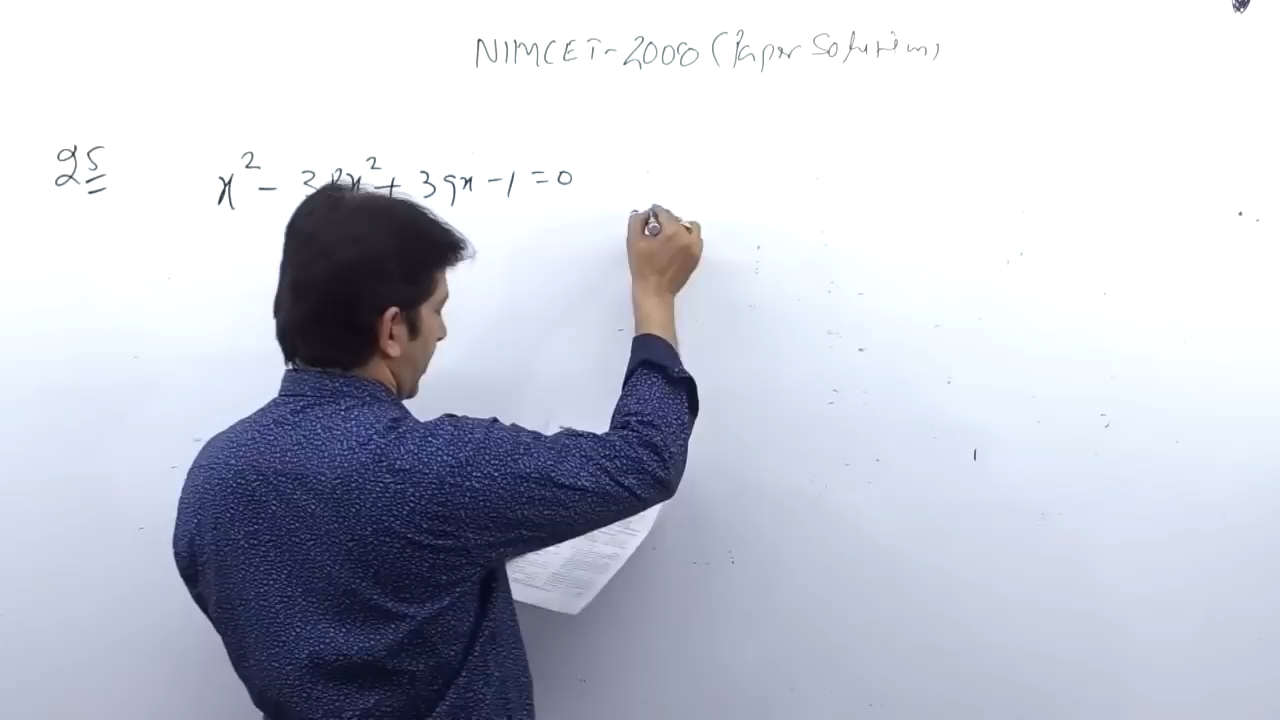 NIMCET-2008 (Paper Solution)
25 x² - 3px² + 3qx - 1 = 0